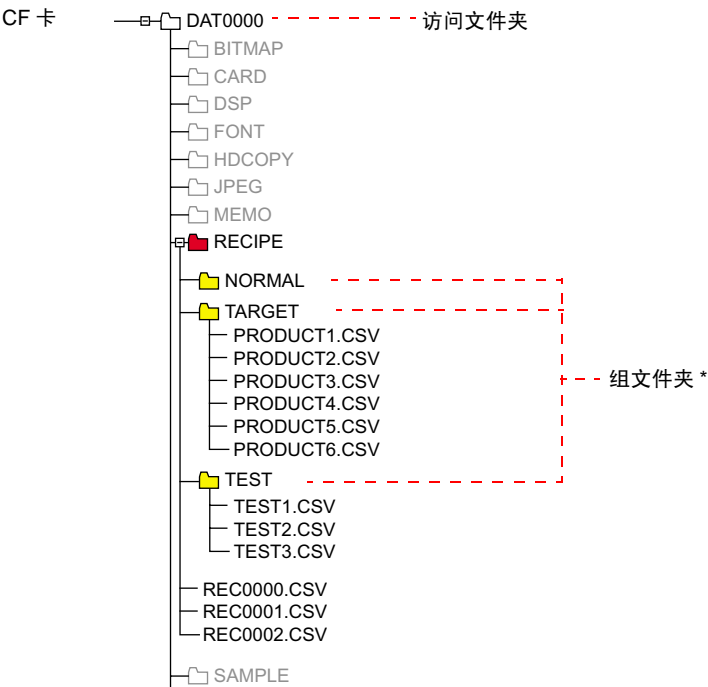 CF 卡 DAT0000 访问文件夹
BITMAP
CARD
DSP
FONT
HDCOPY
JPEG
MEMO
RECIPE
NORMAL
TARGET
PRODUCT1.CSV
PRODUCT2.CSV
PRODUCT3.CSV
组文件夹 *
PRODUCT4.CSV
PRODUCT5.CSV
PRODUCT6.CSV
TEST
TEST1.CSV
TEST2.CSV
TEST3.CSV
REC0000.CSV
REC0001.CSV
REC0002.CSV
SAMPLE